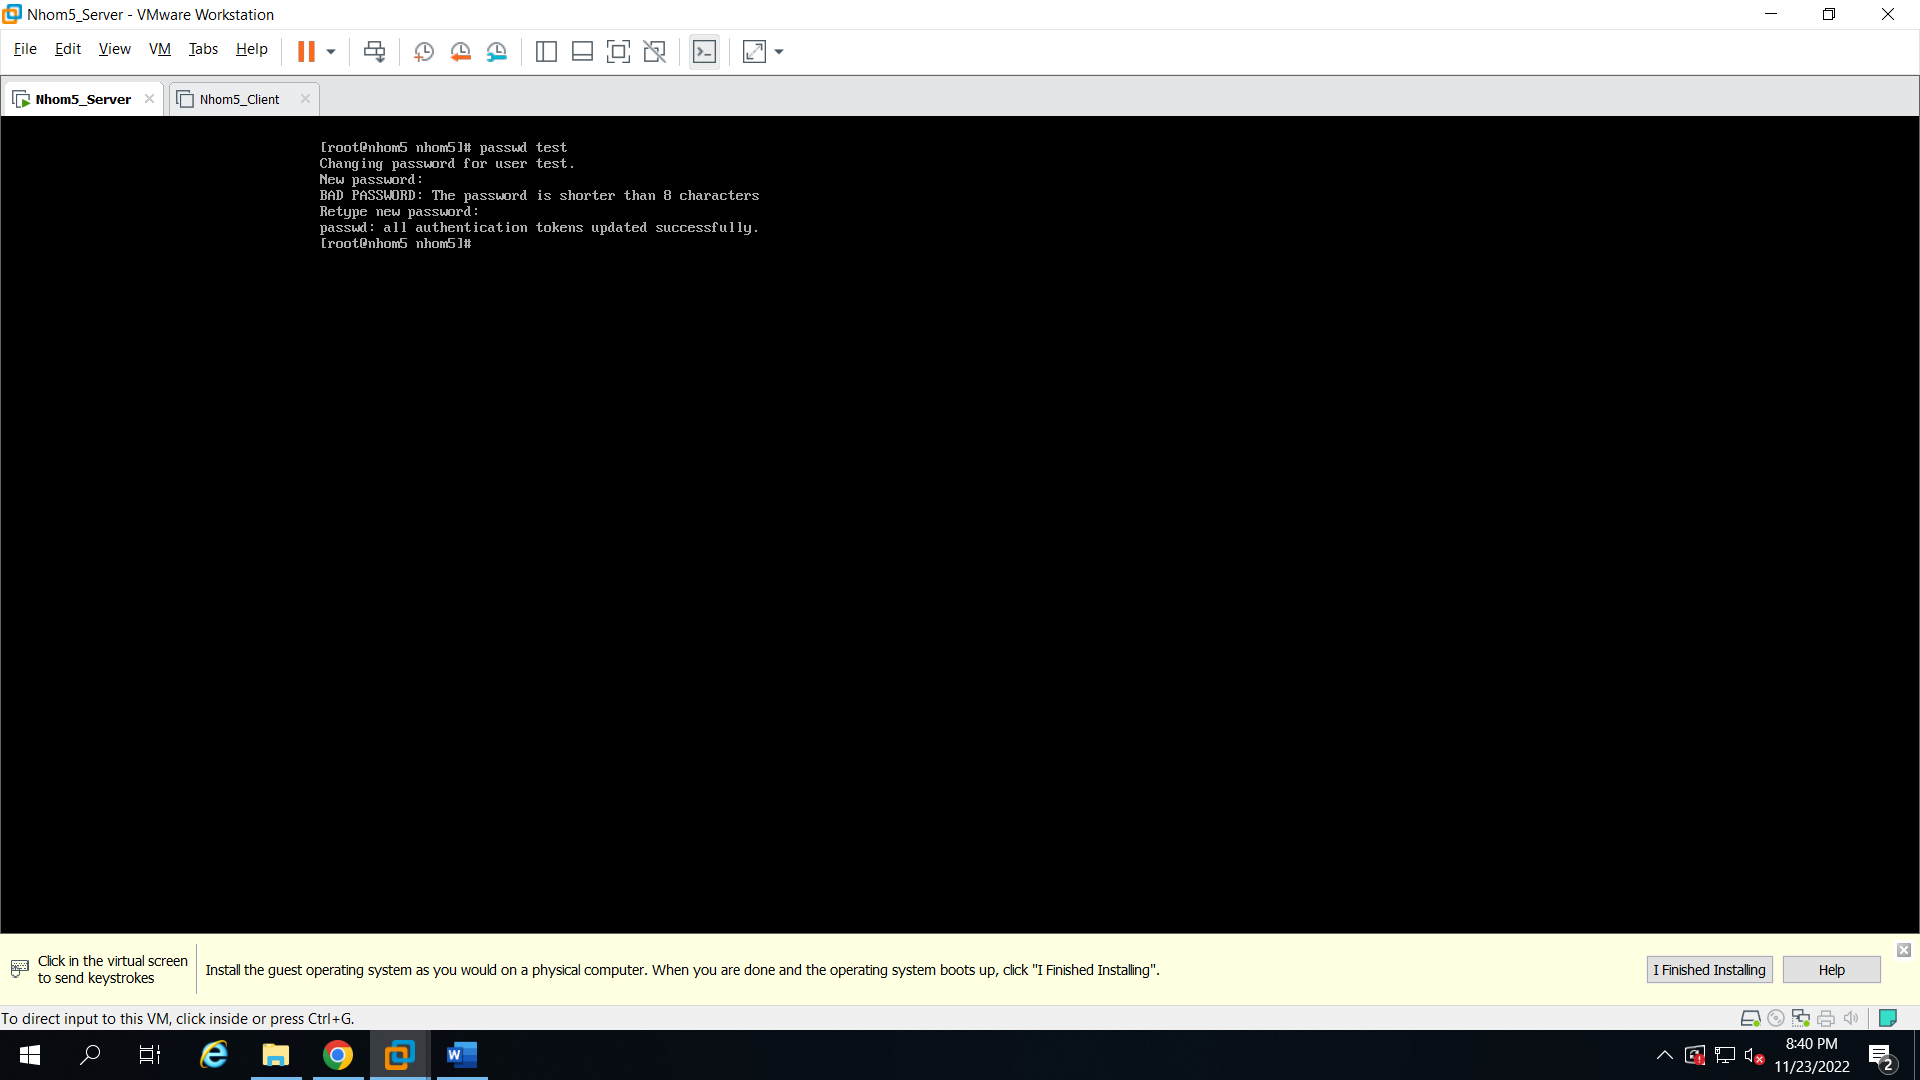 Nhom5_Server - VMware Workstation
File Edit View VM Tabs Help
Nhom5_Server Nhom5_Client
[root@nhom5 nhom5]# passwd test
Changing password for user test.
New password:
BAD PASSWORD: The password is shorter than 8 characters
Retype new password:
passwd: all authentication tokens updated successfully.
[root@nhom5 nhom5]#
Click in the virtual screen
to send keystrokes
Install the guest operating system as you would on a physical computer. When you are done and the operating system boots up, click "I Finished Installing".
I Finished Installing Help
To direct input to this VM, click inside or press Ctrl+G.
8:40 PM
11/23/2022
2